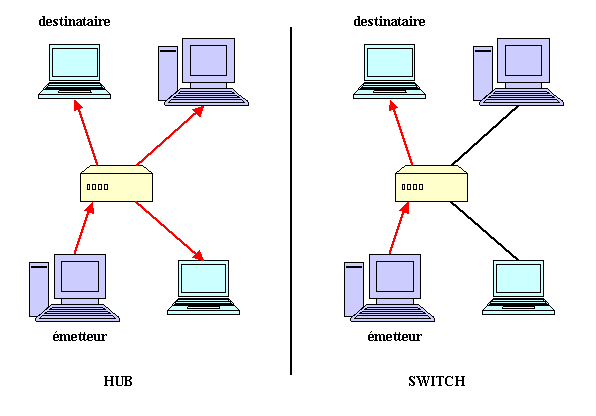 destinataire
destinataire
émetteur
émetteur
HUB
SWITCH